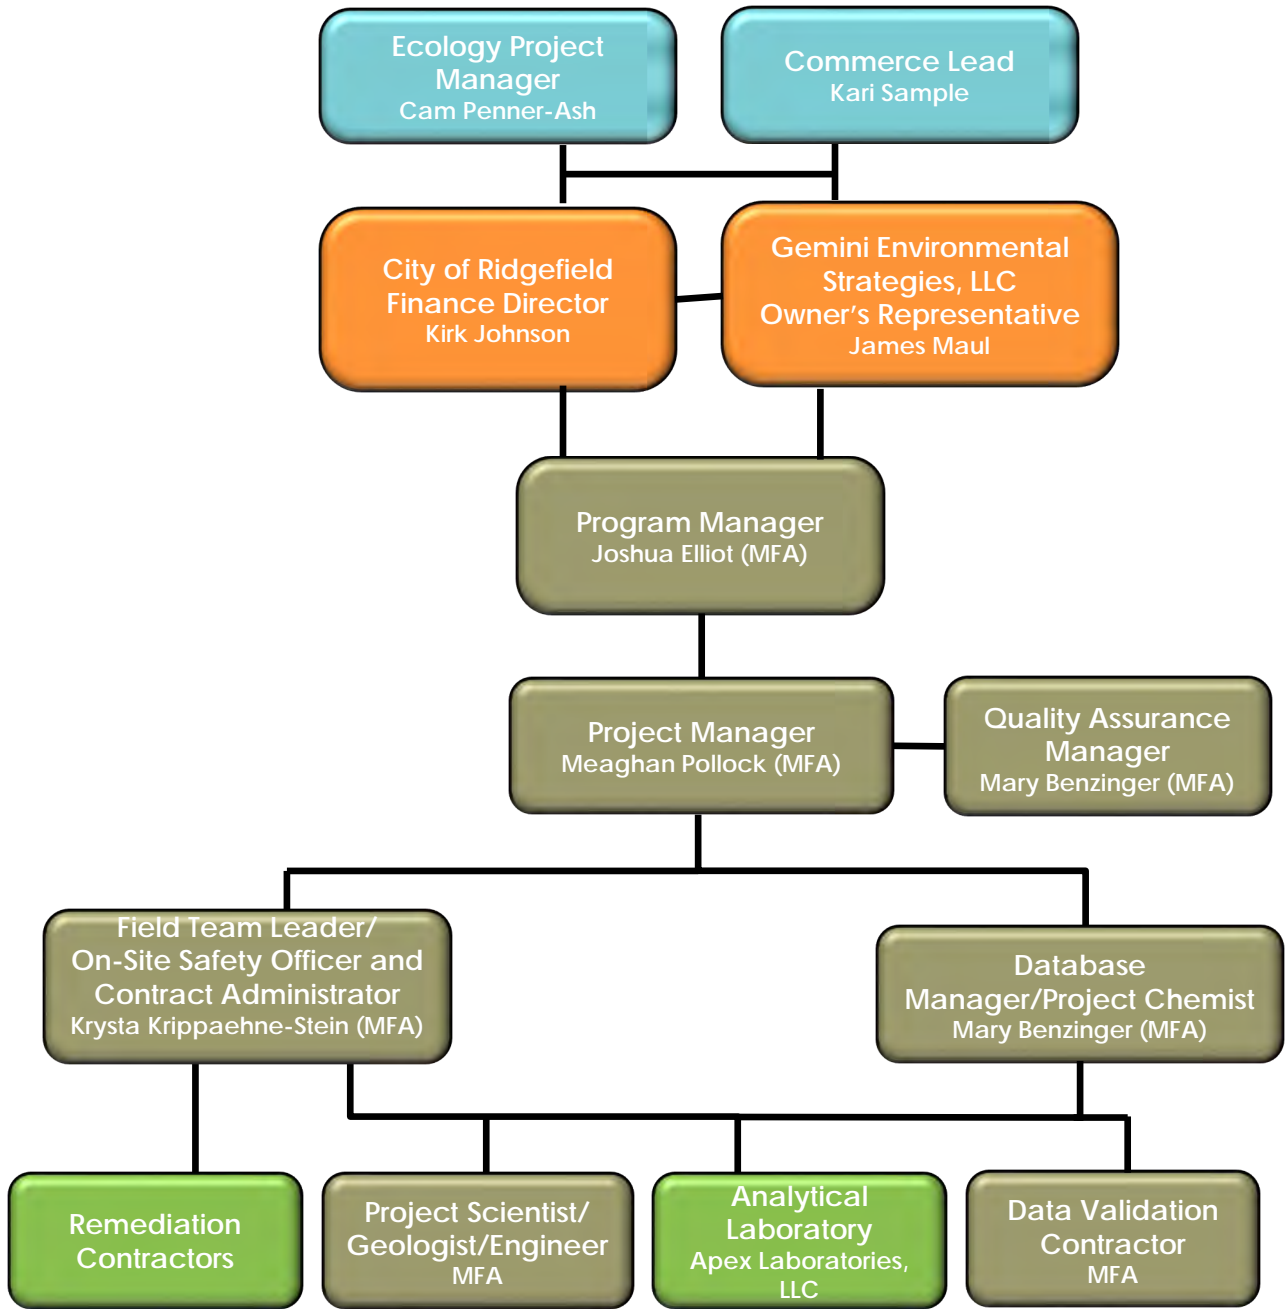 Ecology Project
Manager
Cam Penner-Ash
Commerce Lead
Kari Sample
City of Ridgefield
Finance Director
Kirk Johnson
Gemini Environmental
Strategies, LLC
Owner's Representative
James Maul
Program Manager
Joshua Elliot (MFA)
Project Manager
Meaghan Pollock (MFA)
Quality Assurance
Manager
Mary Benzinger (MFA)
Field Team Leader/
On-Site Safety Officer and
Contract Administrator
Krysta Krippaehne-Stein (MFA)
Database
Manager/Project Chemist
Mary Benzinger (MFA)
Remediation
Contractors
Project Scientist/
Geologist/Engineer
MFA
Analytical
Laboratory
Apex Laboratories,
LLC
Data Validation
Contractor
MFA